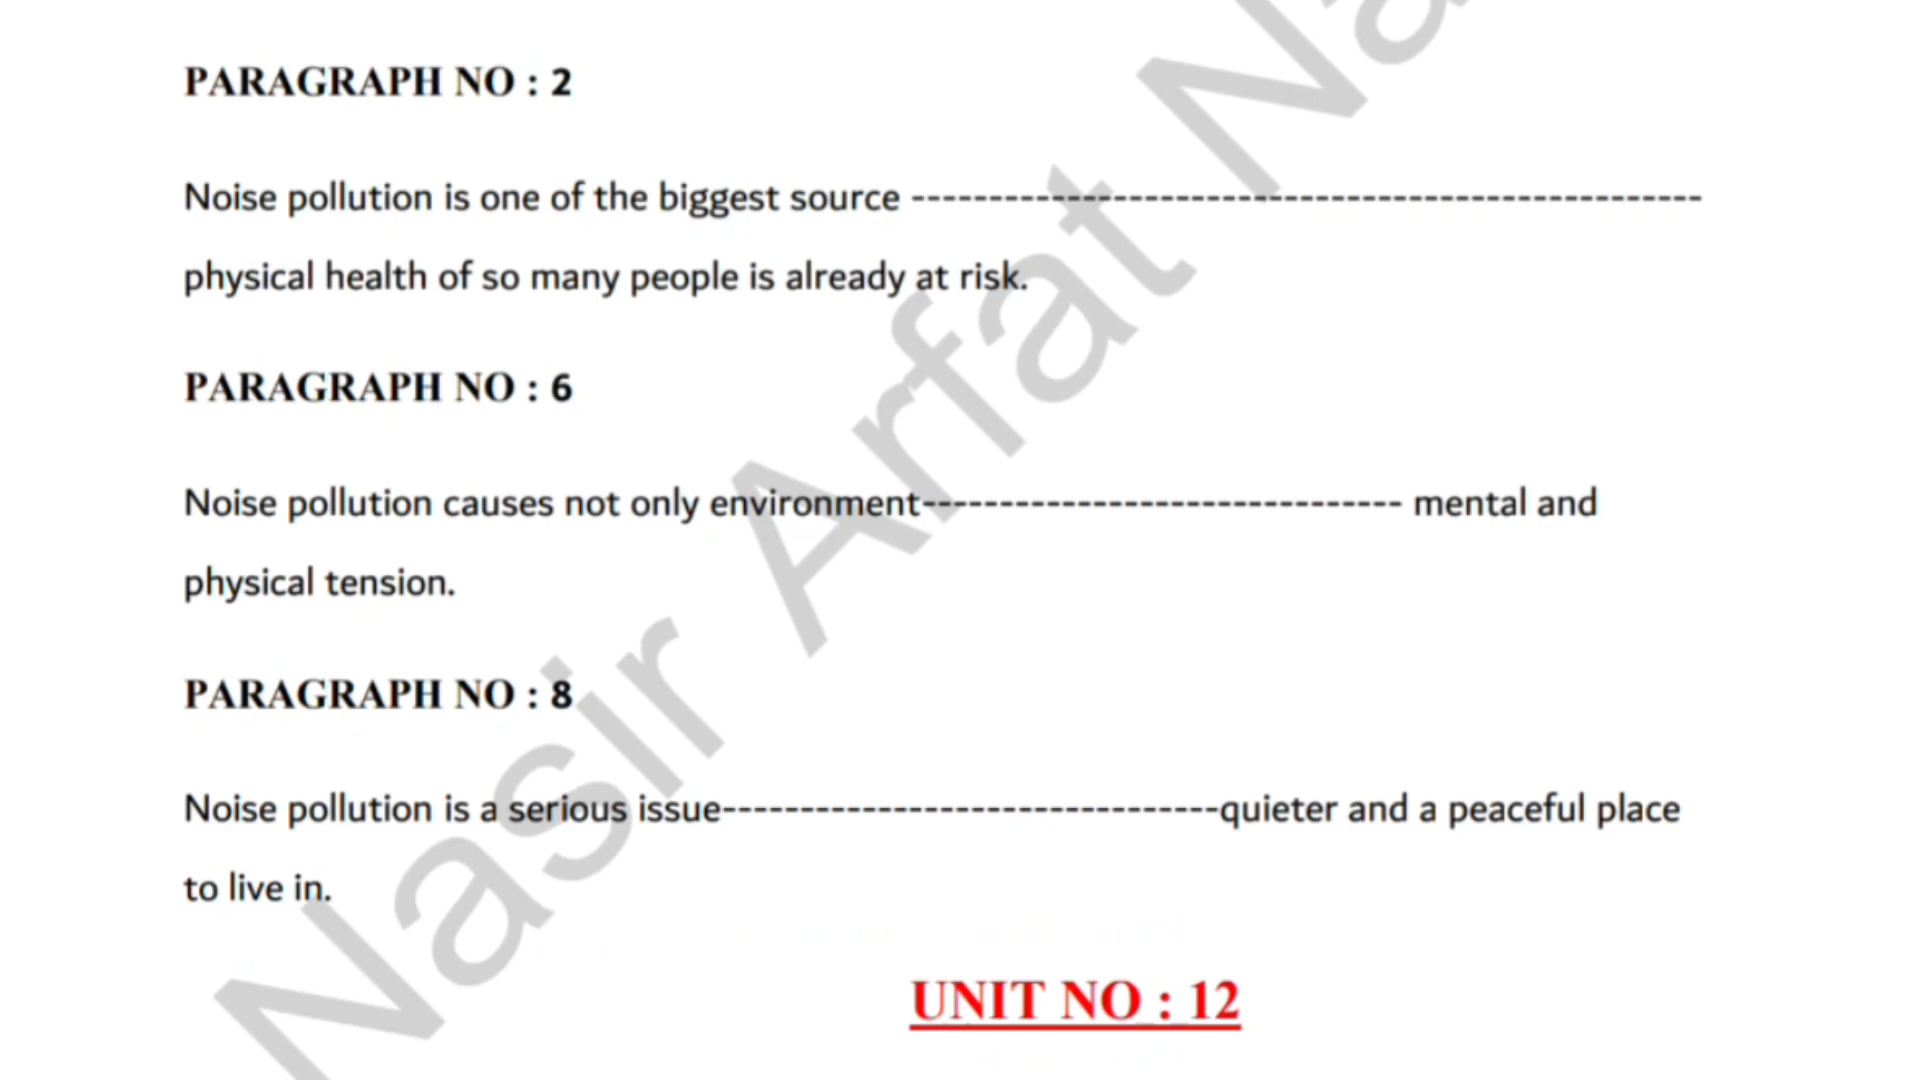 PARAGRAPH NO : 2
Noise pollution is one of the biggest source ---------------------------------------------------
physical health of so many people is already at risk.
PARAGRAPH NO : 6
Noise pollution causes not only environment------------------------------- mental and
physical tension.
PARAGRAPH NO : 8
Noise pollution is a serious issue--------------------------------quieter and a peaceful place
to live in.
UNIT NO : 12
Nasir Arfat Na